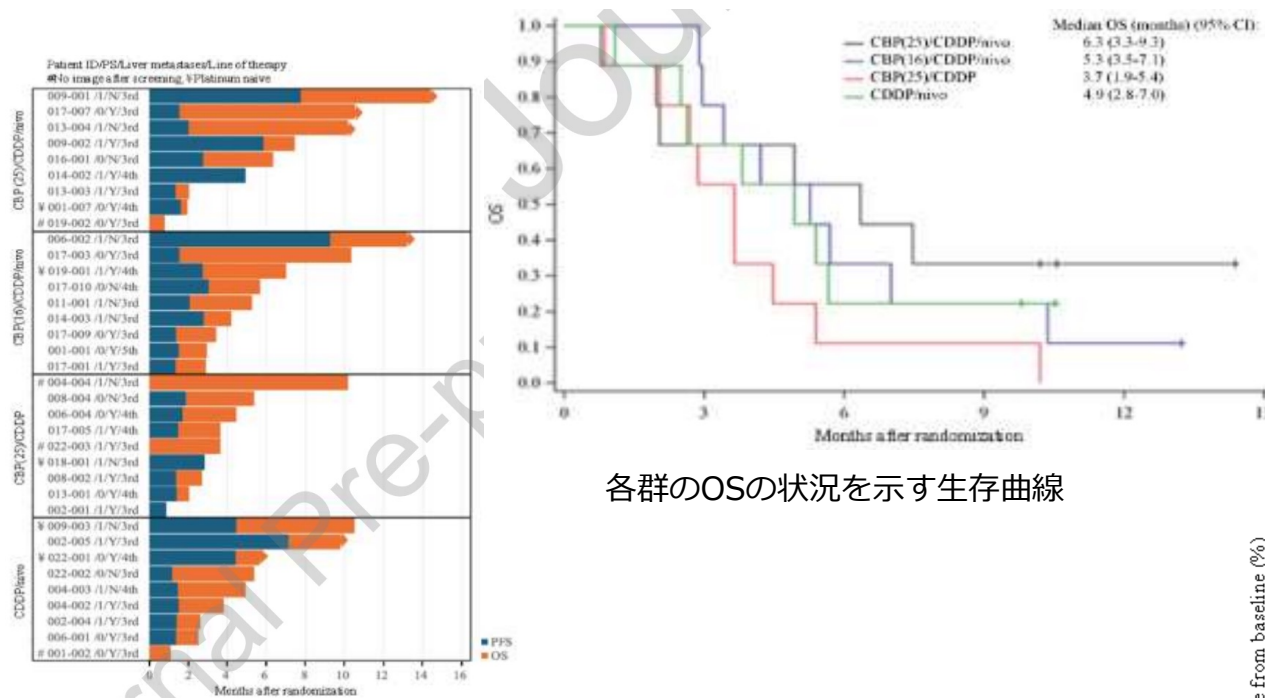 Patient ID/PS/Liver metastases/Line of therapy
#No image after screening, ¥Platinum naive
CBP (25)/CDDP/nivo
009-001 /1/N/3rd
017-007 /0/Y/3rd
013-004 /1/N/3rd
009-002 /1/Y/3rd
016-001 /0/N/3rd
014-002 /1/Y/4th
013-003 /1/Y/3rd
¥ 001-007 /0/Y/4th
# 019-002 /0/Y/3rd
CBP(16)/CDDP/nivo
006-002 /1/N/3rd
017-003 /0/Y/3rd
¥ 019-001 /1/Y/4th
017-010 /0/N/4th
011-001 /1/N/3rd
014-003 /1/N/3rd
017-009 /0/Y/3rd
001-001 /0/Y/5th
017-001 /1/Y/3rd
CBP(25)/CDDP
# 004-004 /1/N/3rd
008-004 /0/N/3rd
006-004 /0/Y/4th
017-005 /1/Y/4th
# 022-003 /1/Y/3rd
¥ 018-001 /1/N/3rd
008-002 /1/Y/3rd
013-001 /0/Y/4th
002-001 /1/Y/3rd
CDDP/nivo
¥ 009-003 /1/N/3rd
002-005 /1/Y/3rd
¥ 022-001 /0/Y/4th
022-002 /0/N/3rd
004-003 /1/N/4th
004-002 /1/Y/3rd
002-004 /1/Y/3rd
006-001 /0/Y/3rd
# 001-002 /0/Y/3rd
0 2 4 6 8 10 12 14 16
Months after randomization
PFS
OS
Median OS (months) (95% CI):
CBP(25)/CDDP/nivo 6.3 (3.3-9.3)
CBP(16)/CDDP/nivo 5.3 (3.5-7.1)
CBP(25)/CDDP 3.7 (1.9-5.4)
CDDP/nivo 4.9 (2.8-7.0)
OS
1.0
0.9
0.8
0.7
0.6
0.5
0.4
0.3
0.2
0.1
0.0
0 3 6 9 12
Months after randomization
各群のOSの状況を示す生存曲線
from baseline (%)
rnal Pre-p
Jou